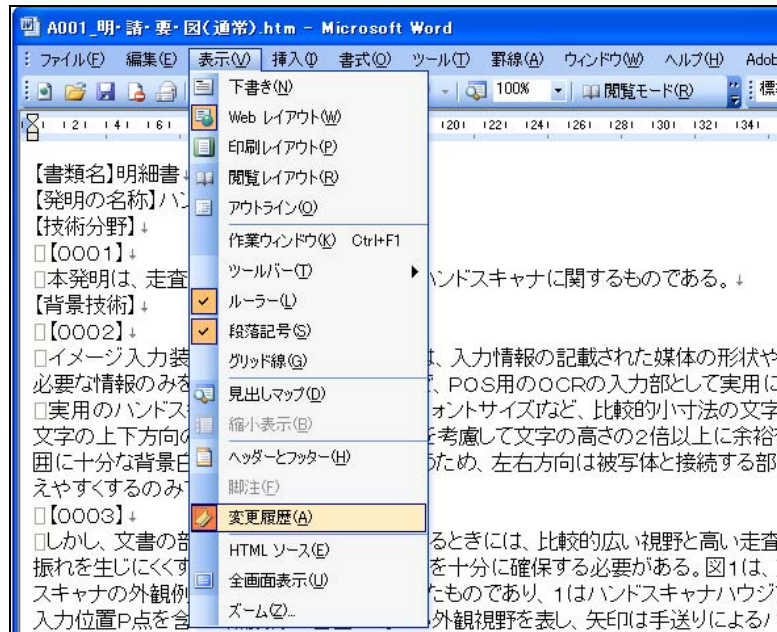 A001_明・請・要・図(通常).htm - Microsoft Word
ファイル(F) 編集(E) 表示(V) 挿入(I) 書式(O) ツール(T) 罫線(A) ウィンドウ(W) ヘルプ(H) Adob
100% 閲覧モード(R) 標
121 141 161 1201 1221 1241 1261 1281 1301 1321 1341
下書き(N)
Web レイアウト(W)
印刷レイアウト(P)
閲覧レイアウト(R)
アウトライン(O)
作業ウィンドウ(K) Ctrl+F1
ツールバー(T)
ルーラー(L)
段落記号(S)
グリッド線(G)
見出しマップ(D)
縮小表示(B)
ヘッダーとフッター(H)
脚注(F)
変更履歴(A)
HTML ソース(E)
全画面表示(U)
ズーム(Z)...
【書類名】明細書↓
【発明の名称】ハン
【技術分野】↓
□【0001】↓
□本発明は、走査 ハンドスキャナに関するものである。↓
【背景技術】↓
□【0002】↓
□イメージ入力装 は、入力情報の記載された媒体の形状や
必要な情報のみを で、POS用のOCRの入力部として実用に
□実用のハンドス ォントサイズIなど、比較的小寸法の文字
文字の上下方向の を考慮して文字の高さの2倍以上に余裕
囲に十分な背景白 ため、左右方向は被写体と接続する部
えやすくするのみ
□【0003】↓
□しかし、文書の部 るときには、比較的広い視野と高い走査
振れを生じにくくす を十分に確保する必要がある。図1は、
スキャナの外観例 たものであり、1はハンドスキャナハウジ
入力位置P点を含 外観視野を表し、矢印は手送りによるハ